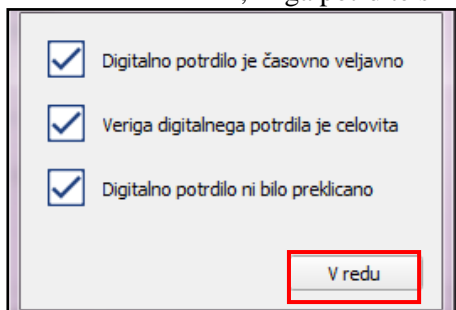 Digitalno potrdilo je časovno veljavno
Veriga digitalnega potrdila je celovita
Digitalno potrdilo ni bilo preklicano
V redu